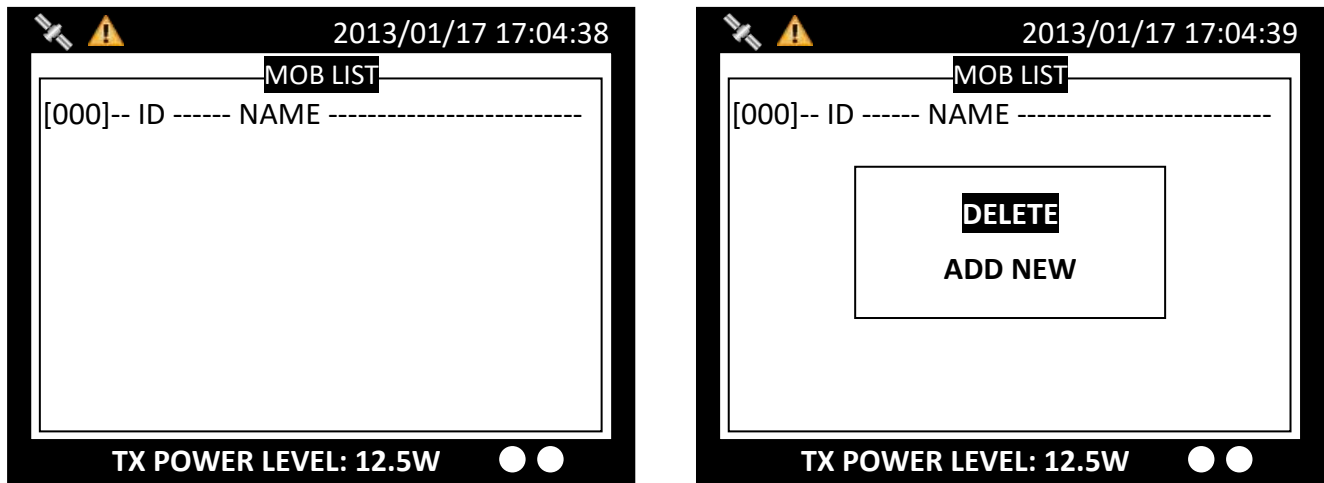 2013/01/17 17:04:38
MOB LIST
[000]-- ID ------ NAME --------------------------
TX POWER LEVEL: 12.5W
2013/01/17 17:04:39
MOB LIST
[000]-- ID ------ NAME --------------------------
DELETE
ADD NEW
TX POWER LEVEL: 12.5W